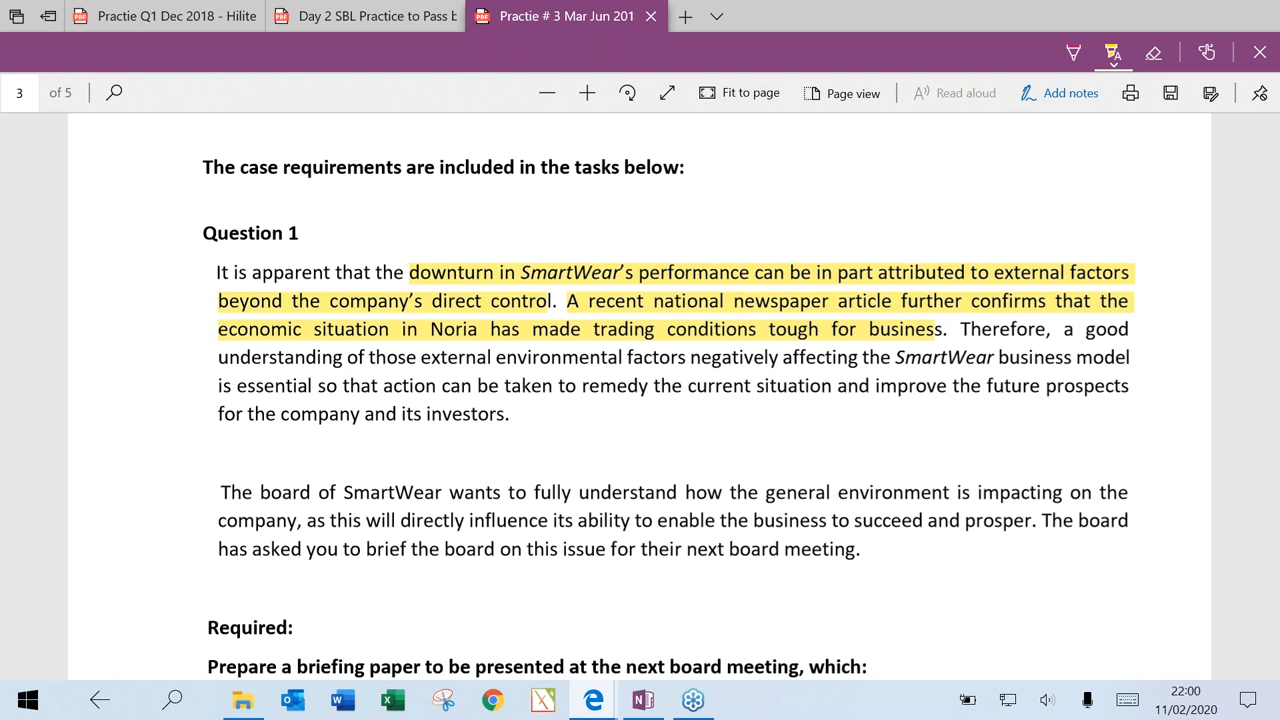 Practie Q1 Dec 2018 - Hilite
Day 2 SBL Practice to Pass b
Practie # 3 Mar Jun 201
3 of 5
Fit to page
Page view
Read aloud
Add notes
The case requirements are included in the tasks below:
Question 1
It is apparent that the downturn in SmartWear's performance can be in part attributed to external factors
beyond the company's direct control. A recent national newspaper article further confirms that the
economic situation in Noria has made trading conditions tough for business. Therefore, a good
understanding of those external environmental factors negatively affecting the SmartWear business model
is essential so that action can be taken to remedy the current situation and improve the future prospects
for the company and its investors.
The board of SmartWear wants to fully understand how the general environment is impacting on the
company, as this will directly influence its ability to enable the business to succeed and prosper. The board
has asked you to brief the board on this issue for their next board meeting.
Required:
Prepare a briefing paper to be presented at the next board meeting, which:
22:00
11/02/2020